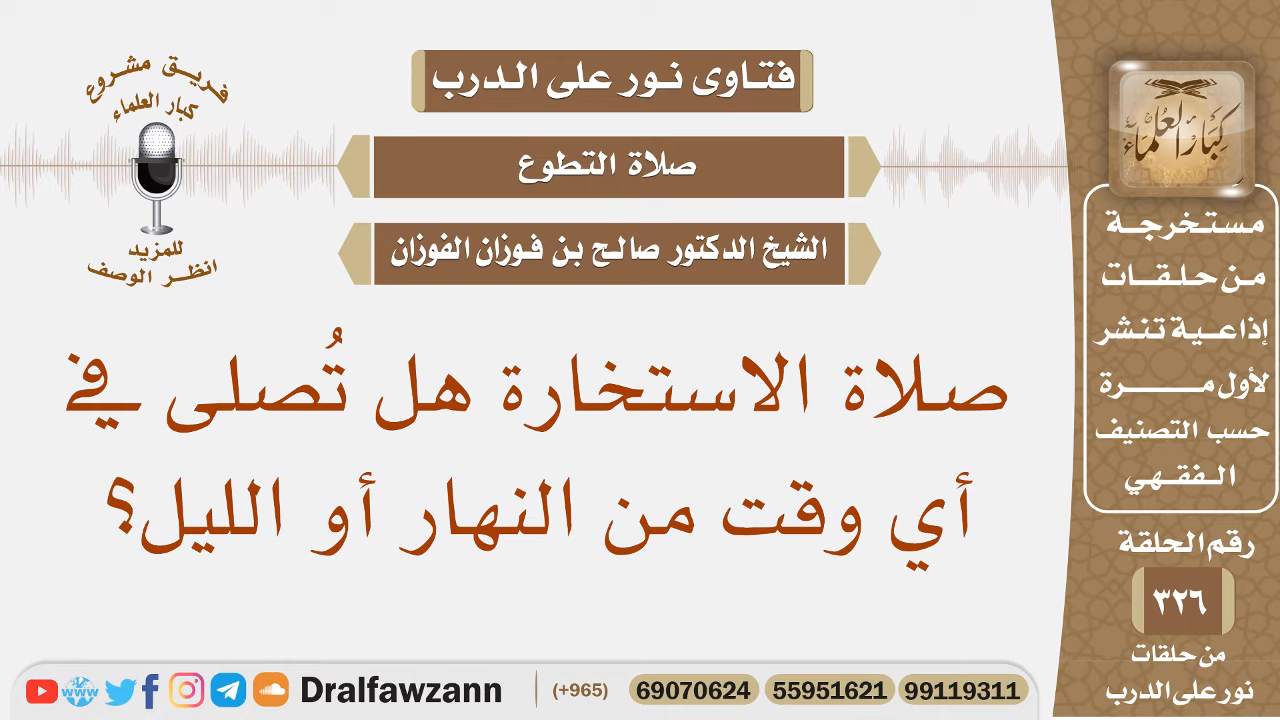 فتاوى نور على الدرب
صلاة التطوع
الشيخ الدكتور صالح بن فوزان الفوزان
صلاة الاستخارة هل تُصلى في
أي وقت من النهار أو الليل؟
فريق مشروع
كبار العلماء
للمزيد
انظر الوصف
كبار العلماء
مستخرجة
من حلقات
إذاعية تنشر
لأول مرة
حسب التصنيف
الفقهي
رقم الحلقة
٣٢٦
من حلقات
نور على الدرب
www
Dralfawzann
(+965) 69070624 55951621 99119311